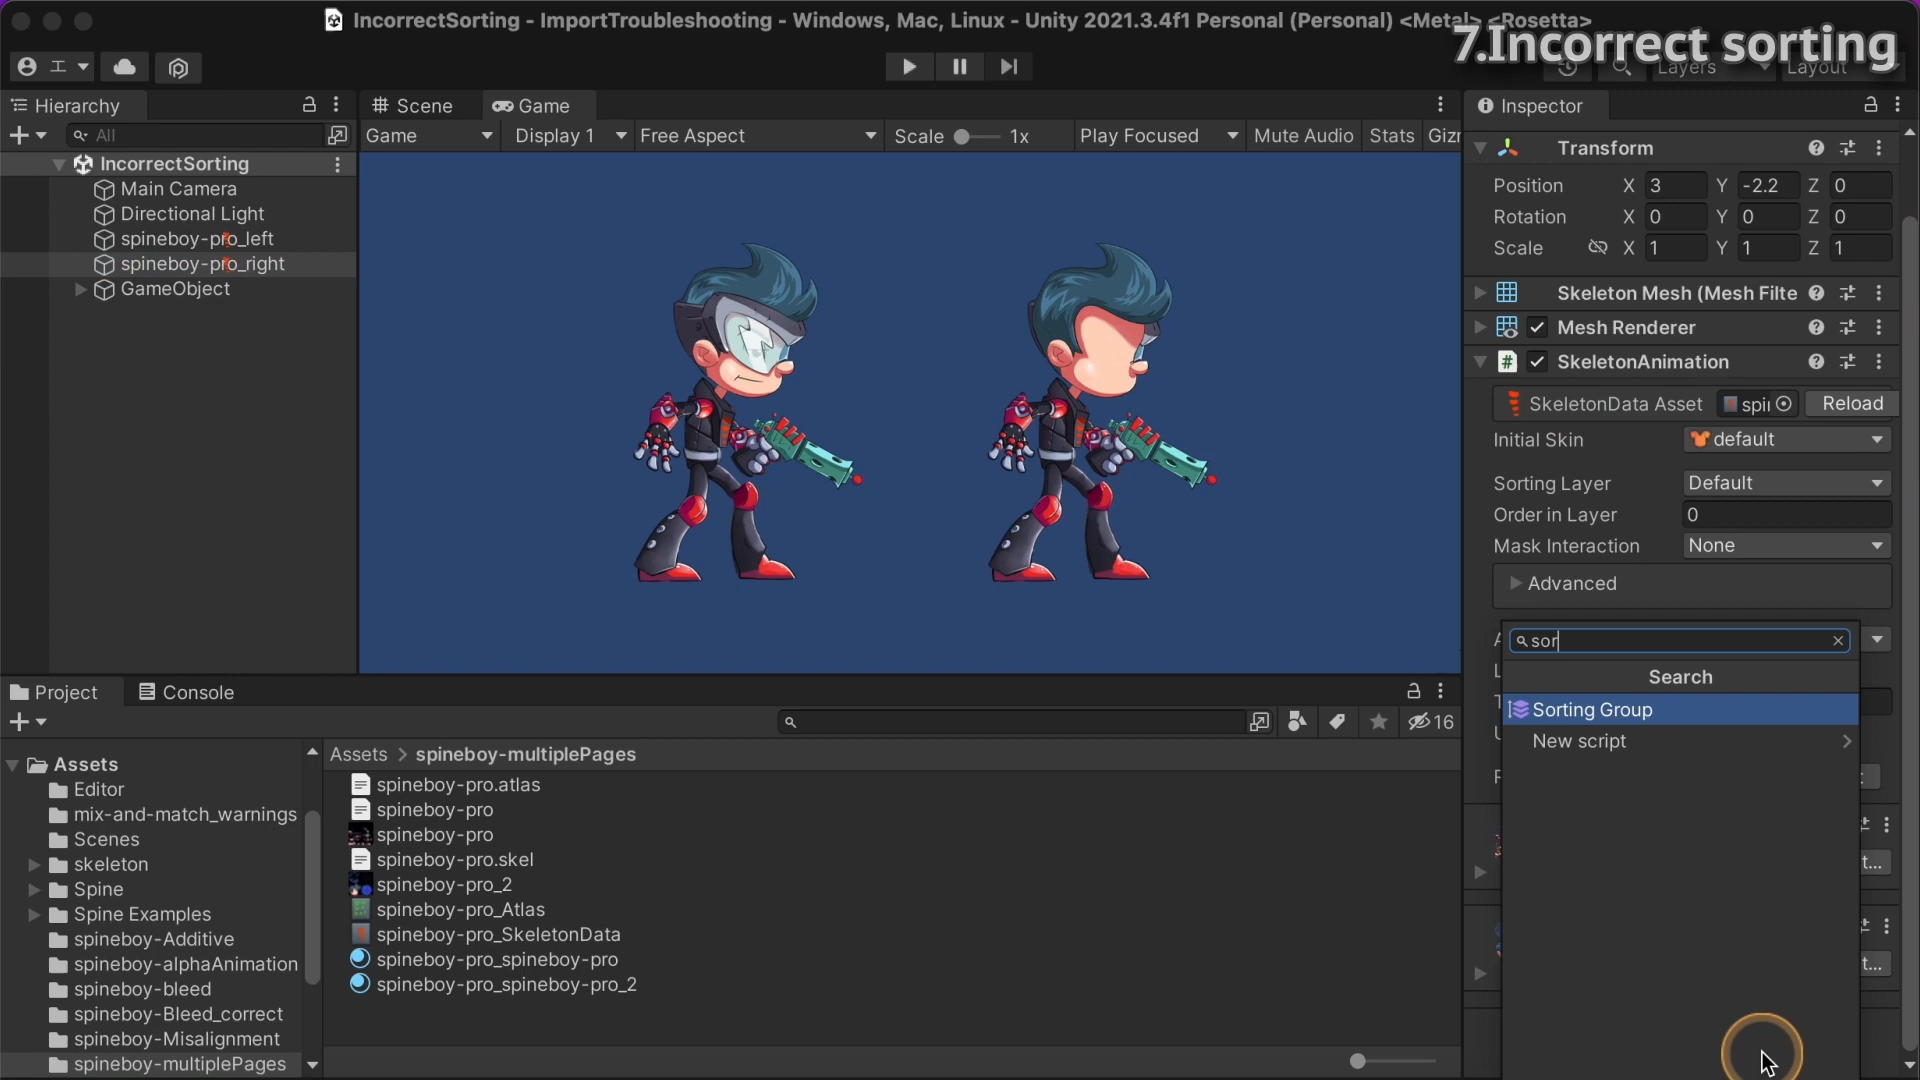 IncorrectSorting - ImportTroubleshooting - Windows, Mac, Linux - Unity 2021.3.4f1 Personal (Personal) <Metal> <Rosetta>
7.Incorrect sorting
エ
Layers
Layout
Hierarchy
Scene
Game
Inspector
All
Game
Display 1
Free Aspect
Scale
1x
Play Focused
Mute Audio
Stats
Giz
IncorrectSorting
Main Camera
Directional Light
spineboy-pro_left
spineboy-pro_right
GameObject
Transform
Position X 3 Y -2.2 Z 0
Rotation X 0 Y 0 Z 0
Scale X 1 Y 1 Z 1
Skeleton Mesh (Mesh Filte
Mesh Renderer
# SkeletonAnimation
SkeletonData Asset
spi
Reload
Initial Skin
default
Sorting Layer
Default
Order in Layer
0
Mask Interaction
None
Advanced
sor
Search
Sorting Group
New script
t...
t...
Project
Console
16
Assets > spineboy-multiplePages
Assets
Editor
mix-and-match_warnings
Scenes
skeleton
Spine
Spine Examples
spineboy-Additive
spineboy-alphaAnimation
spineboy-bleed
spineboy-Bleed_correct
spineboy-Misalignment
spineboy-multiplePages
spineboy-pro.atlas
spineboy-pro
spineboy-pro
spineboy-pro.skel
spineboy-pro_2
spineboy-pro_Atlas
spineboy-pro_SkeletonData
spineboy-pro_spineboy-pro
spineboy-pro_spineboy-pro_2